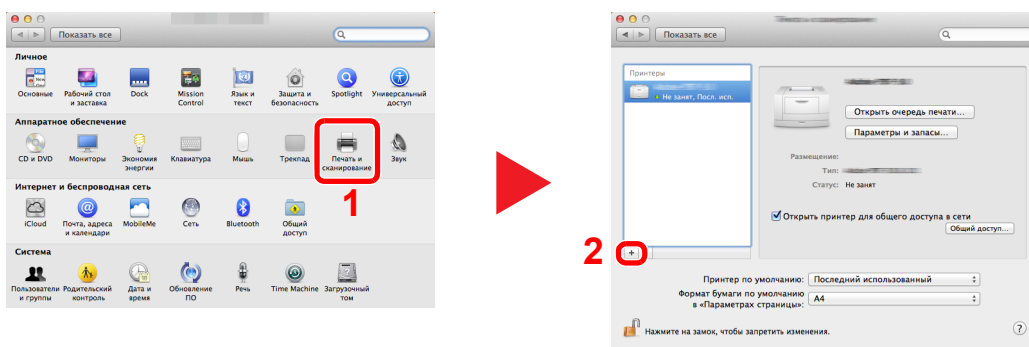 Показать все
Личное
Основные
Рабочий стол
и заставка
Dock
Mission
Control
Язык и
текст
Защита и
безопасность
Spotlight
Универсальный
доступ
Аппаратное обеспечение
CD и DVD
Мониторы
Экономия
энергии
Клавиатура
Мышь
Трекпад
Печать и
сканирование
Звук
1
Интернет и беспроводная сеть
iCloud
Почта, адреса
и календари
MobileMe
Сеть
Bluetooth
Общий
доступ
Система
Пользователи
и группы
Родительский
контроль
Дата и
время
Обновление
ПО
Речь
Time Machine
Загрузочный
том
Показать все
Принтеры
Не занят, Посл. исп.
Открыть очередь печати...
Параметры и запасы...
Размещение:
Тип:
Статус: Не занят
Открыть принтер для общего доступа в сети
Общий доступ...
2
+
Принтер по умолчанию: Последний использованный
Формат бумаги по умолчанию
в «Параметрах страницы»:
A4
Нажмите на замок, чтобы запретить изменения.
?